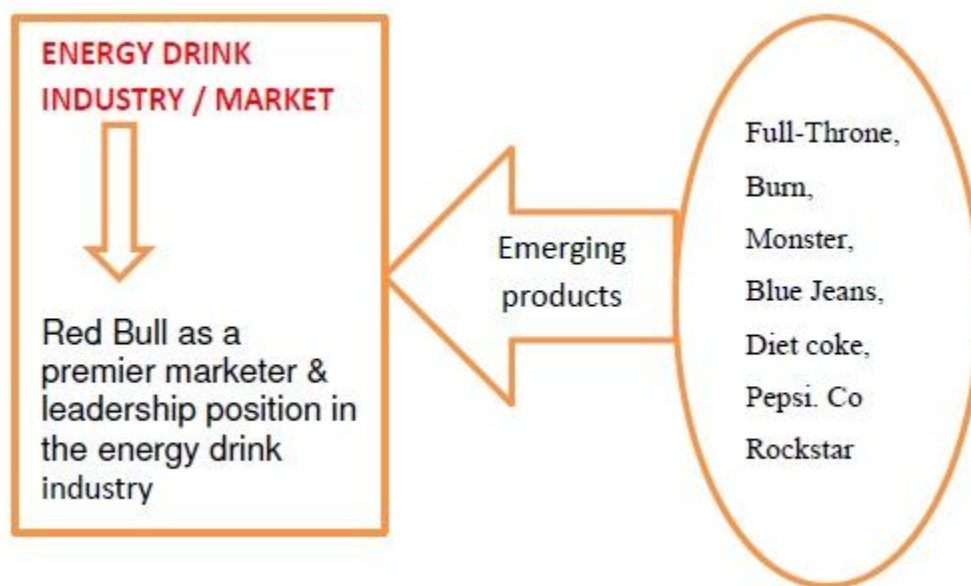 ENERGY DRINK
INDUSTRY / MARKET
Red Bull as a
premier marketer &
leadership position in
the energy drink
industry
Emerging
products
Full-Throne,
Burn,
Monster,
Blue Jeans,
Diet coke,
Pepsi. Co
Rockstar